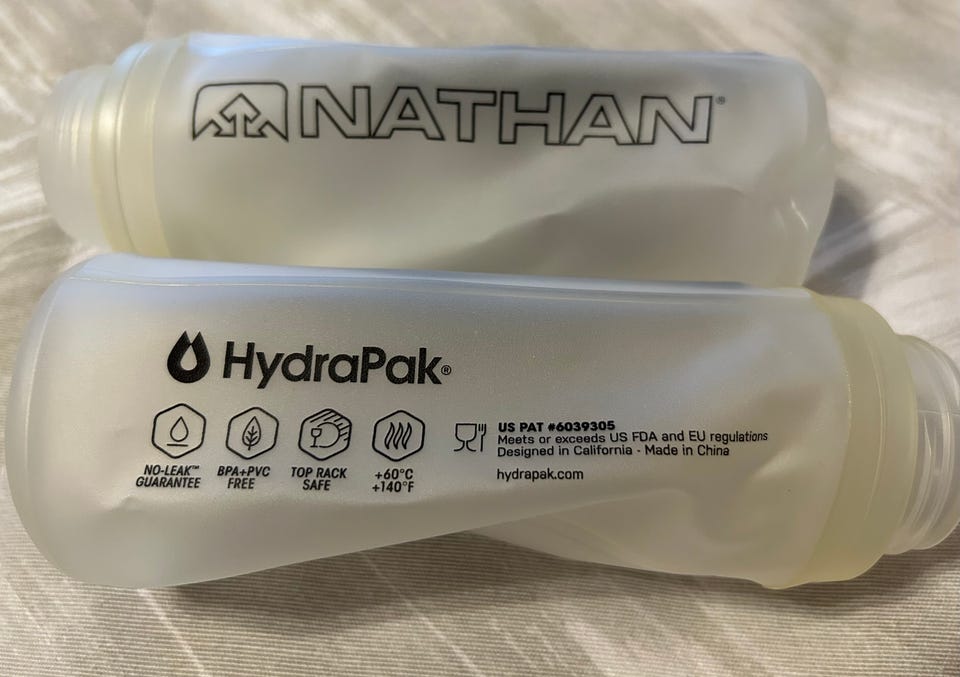 NATHAN®
HydraPak®
NO-LEAK™
GUARANTEE
BPA+PVC
FREE
TOP RACK
SAFE
+60°C
+140°F
US PAT #6039305
Meets or exceeds US FDA and EU regulations
Designed in California - Made in China
hydrapak.com